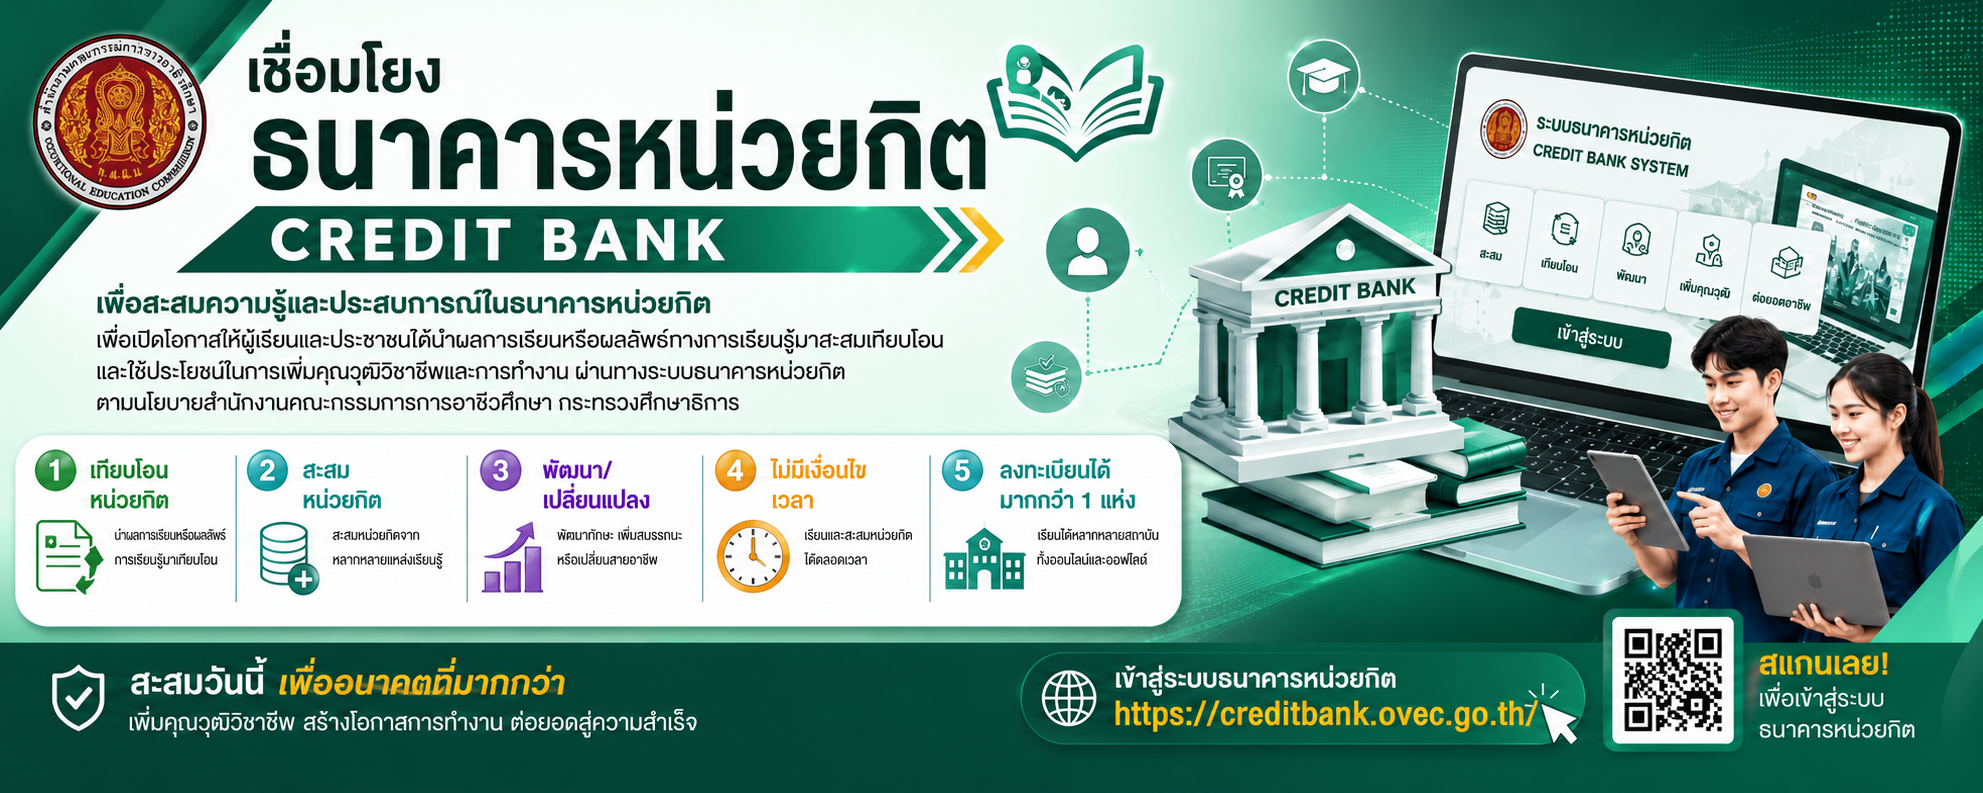 เชื่อมโยง
ธนาคารหน่วยกิต
CREDIT BANK
เพื่อสะสมความรู้และประสบการณ์ในธนาคารหน่วยกิต
เพื่อเปิดโอกาสให้ผู้เรียนและประชาชนได้นำผลการเรียนหรือผลลัพธ์ทางการเรียนรู้มาสะสมเทียบโอน
และใช้ประโยชน์ในการเพิ่มคุณวุฒิวิชาชีพและการทำงาน ผ่านทางระบบธนาคารหน่วยกิต
ตามนโยบายสำนักงานคณะกรรมการการอาชีวศึกษา กระทรวงศึกษาธิการ
1 เทียบโอน
หน่วยกิต
นำผลการเรียนหรือผลลัพธ์
การเรียนรู้มาเทียบโอน
2 สะสม
หน่วยกิต
สะสมหน่วยกิตจาก
หลากหลายแหล่งเรียนรู้
3 พัฒนา/
เปลี่ยนแปลง
พัฒนาทักษะ เพิ่มสมรรถนะ
หรือเปลี่ยนสายอาชีพ
4 ไม่มีเงื่อนไข
เวลา
เรียนและสะสมหน่วยกิต
ได้ตลอดเวลา
5 ลงทะเบียนได้
มากกว่า 1 แห่ง
เรียนได้หลากหลายสถาบัน
ทั้งออนไลน์และออฟไลน์
CREDIT BANK
ระบบธนาคารหน่วยกิต
CREDIT BANK SYSTEM
สะสม
เทียบโอน
พัฒนา
เพิ่มคุณวุฒิ
ต่อยอดอาชีพ
เข้าสู่ระบบ
สะสมวันนี้ เพื่ออนาคตที่มากกว่า
เพิ่มคุณวุฒิวิชาชีพ สร้างโอกาสการทำงาน ต่อยอดสู่ความสำเร็จ
เข้าสู่ระบบธนาคารหน่วยกิต
https://creditbank.ovec.go.th/
สแกนเลย!
เพื่อเข้าสู่ระบบ
ธนาคารหน่วยกิต